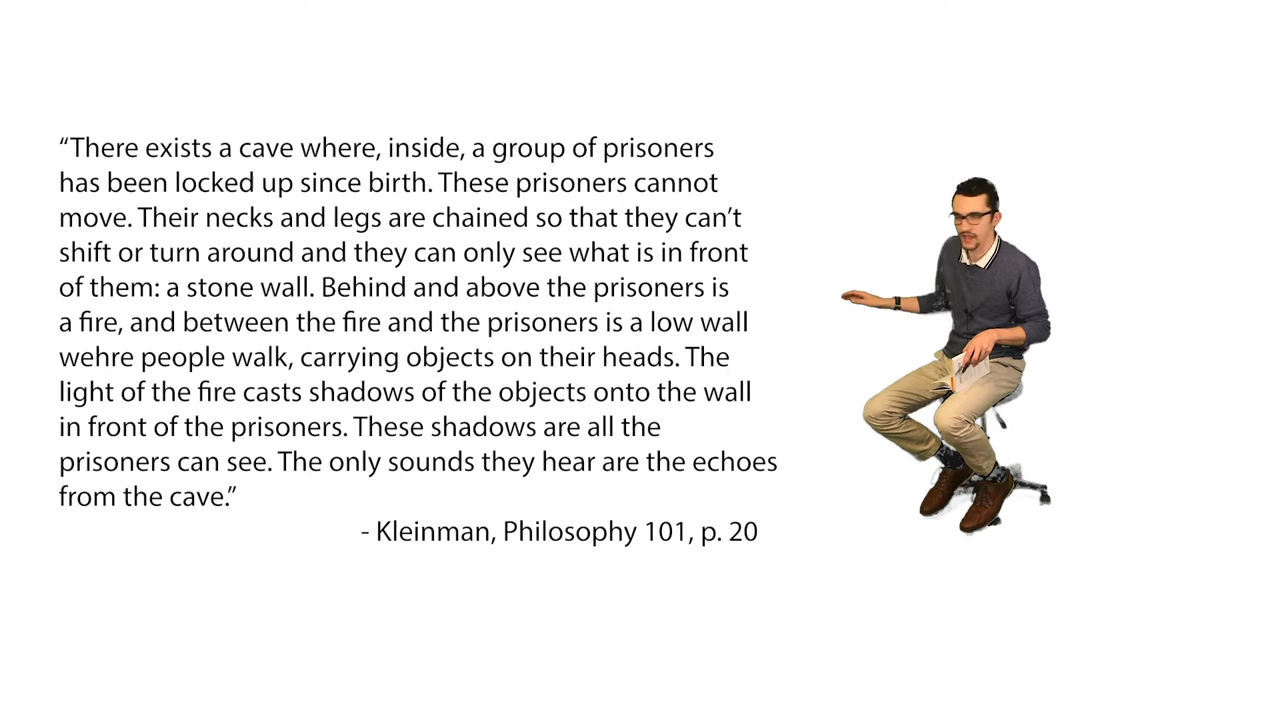 “There exists a cave where, inside, a group of prisoners
has been locked up since birth. These prisoners cannot
move. Their necks and legs are chained so that they can’t
shift or turn around and they can only see what is in front
of them: a stone wall. Behind and above the prisoners is
a fire, and between the fire and the prisoners is a low wall
wehre people walk, carrying objects on their heads. The
light of the fire casts shadows of the objects onto the wall
in front of the prisoners. These shadows are all the
prisoners can see. The only sounds they hear are the echoes
from the cave.”
- Kleinman, Philosophy 101, p. 20